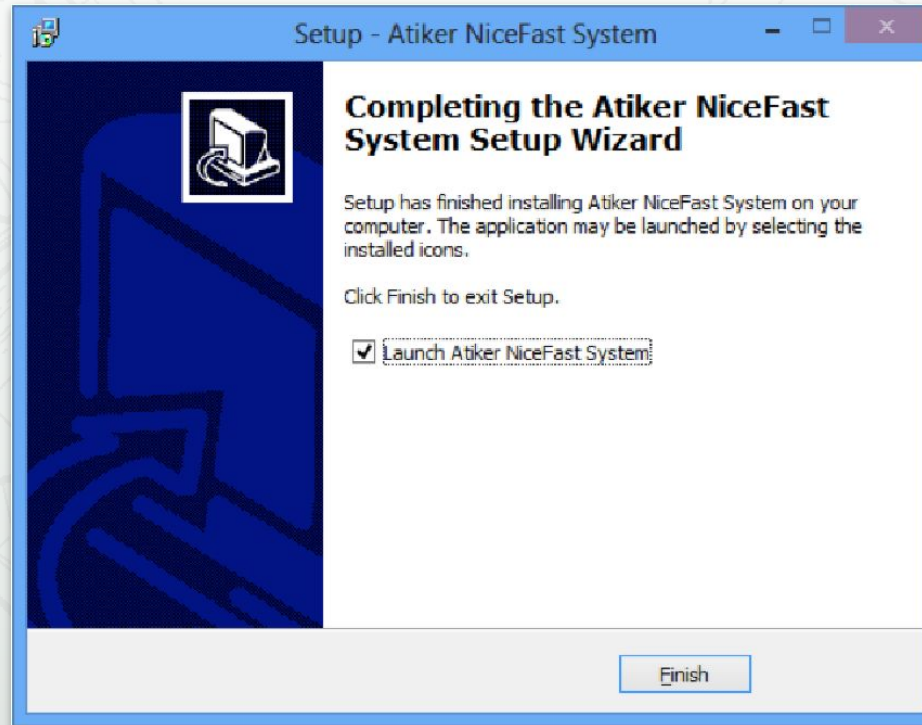 Setup - Atiker NiceFast System
Completing the Atiker NiceFast
System Setup Wizard
Setup has finished installing Atiker NiceFast System on your
computer. The application may be launched by selecting the
installed icons.
Click Finish to exit Setup.
Launch Atiker NiceFast System
Finish